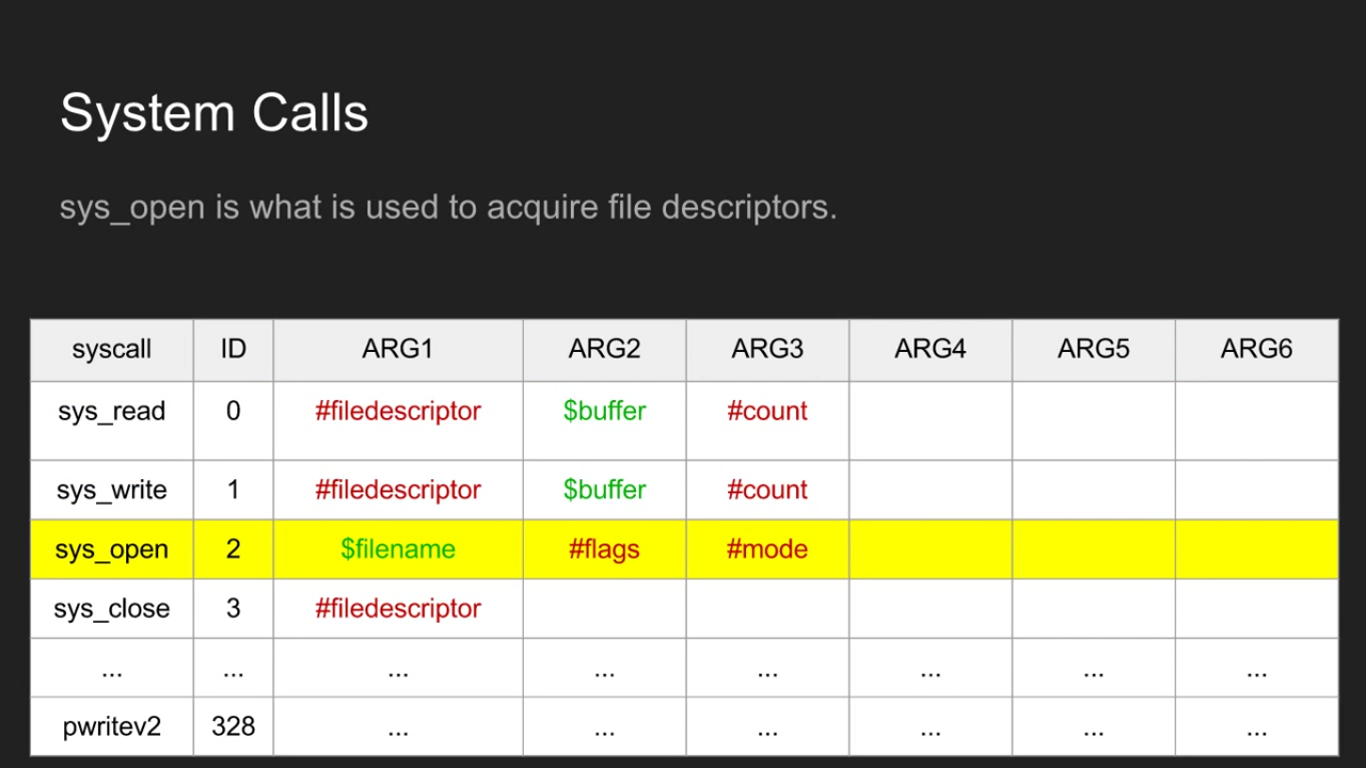 System Calls
sys_open is what is used to acquire file descriptors.
syscall ID ARG1 ARG2 ARG3 ARG4 ARG5 ARG6
sys_read 0 #filedescriptor $buffer #count
sys_write 1 #filedescriptor $buffer #count
sys_open 2 $filename #flags #mode
sys_close 3 #filedescriptor
... ... ... ... ... ... ... ...
pwritev2 328 ... ... ... ... ... ...